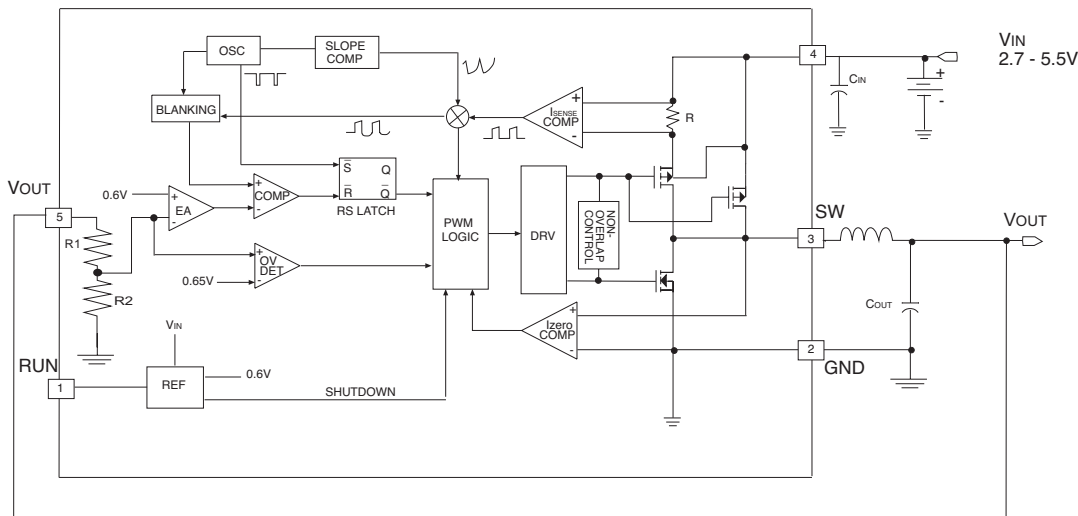 OSC
SLOPE
COMP
4
VIN
2.7 - 5.5V
CIN
+
-
BLANKING
+
ISENSE
COMP
-
R
S Q
R Q
RS LATCH
VOUT
5
0.6V
+
EA
-
+
COMP
-
R1
R2
+
OV
DET
-
0.65V
PWM
LOGIC
DRV
NON-
OVERLAP
CONTROL
SW
3
VOUT
COUT
+
Izero
COMP
-
2
GND
VIN
RUN
1
REF
0.6V
SHUTDOWN